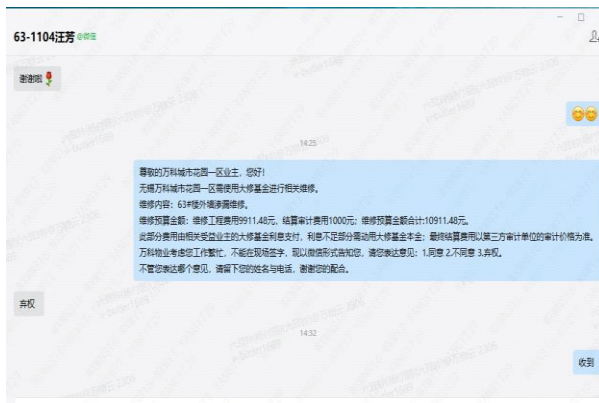 63-1104汪芳 @微信
谢谢啦
14:25
尊敬的万科城市花园一区业主，您好！
无锡万科城市花园一区需使用大修基金进行相关维修。
维修内容：63#楼外墙渗漏维修。
维修预算金额：维修工程费用9911.48元，结算审计费用1000元；维修预算金额合计:10911.48元。
此部分费用由相关受益业主的大修基金利息支付，利息不足部分需动用大修基金本金；最终结算费用以第三方审计单位的审计价格为准。
万科物业考虑您工作繁忙，不能在现场签字，现以微信形式告知您，请您表达意见：1.同意 2.不同意 3.弃权。
不管您表达哪个意见，请留下您的姓名与电话，谢谢您的配合。
弃权
14:32
收到